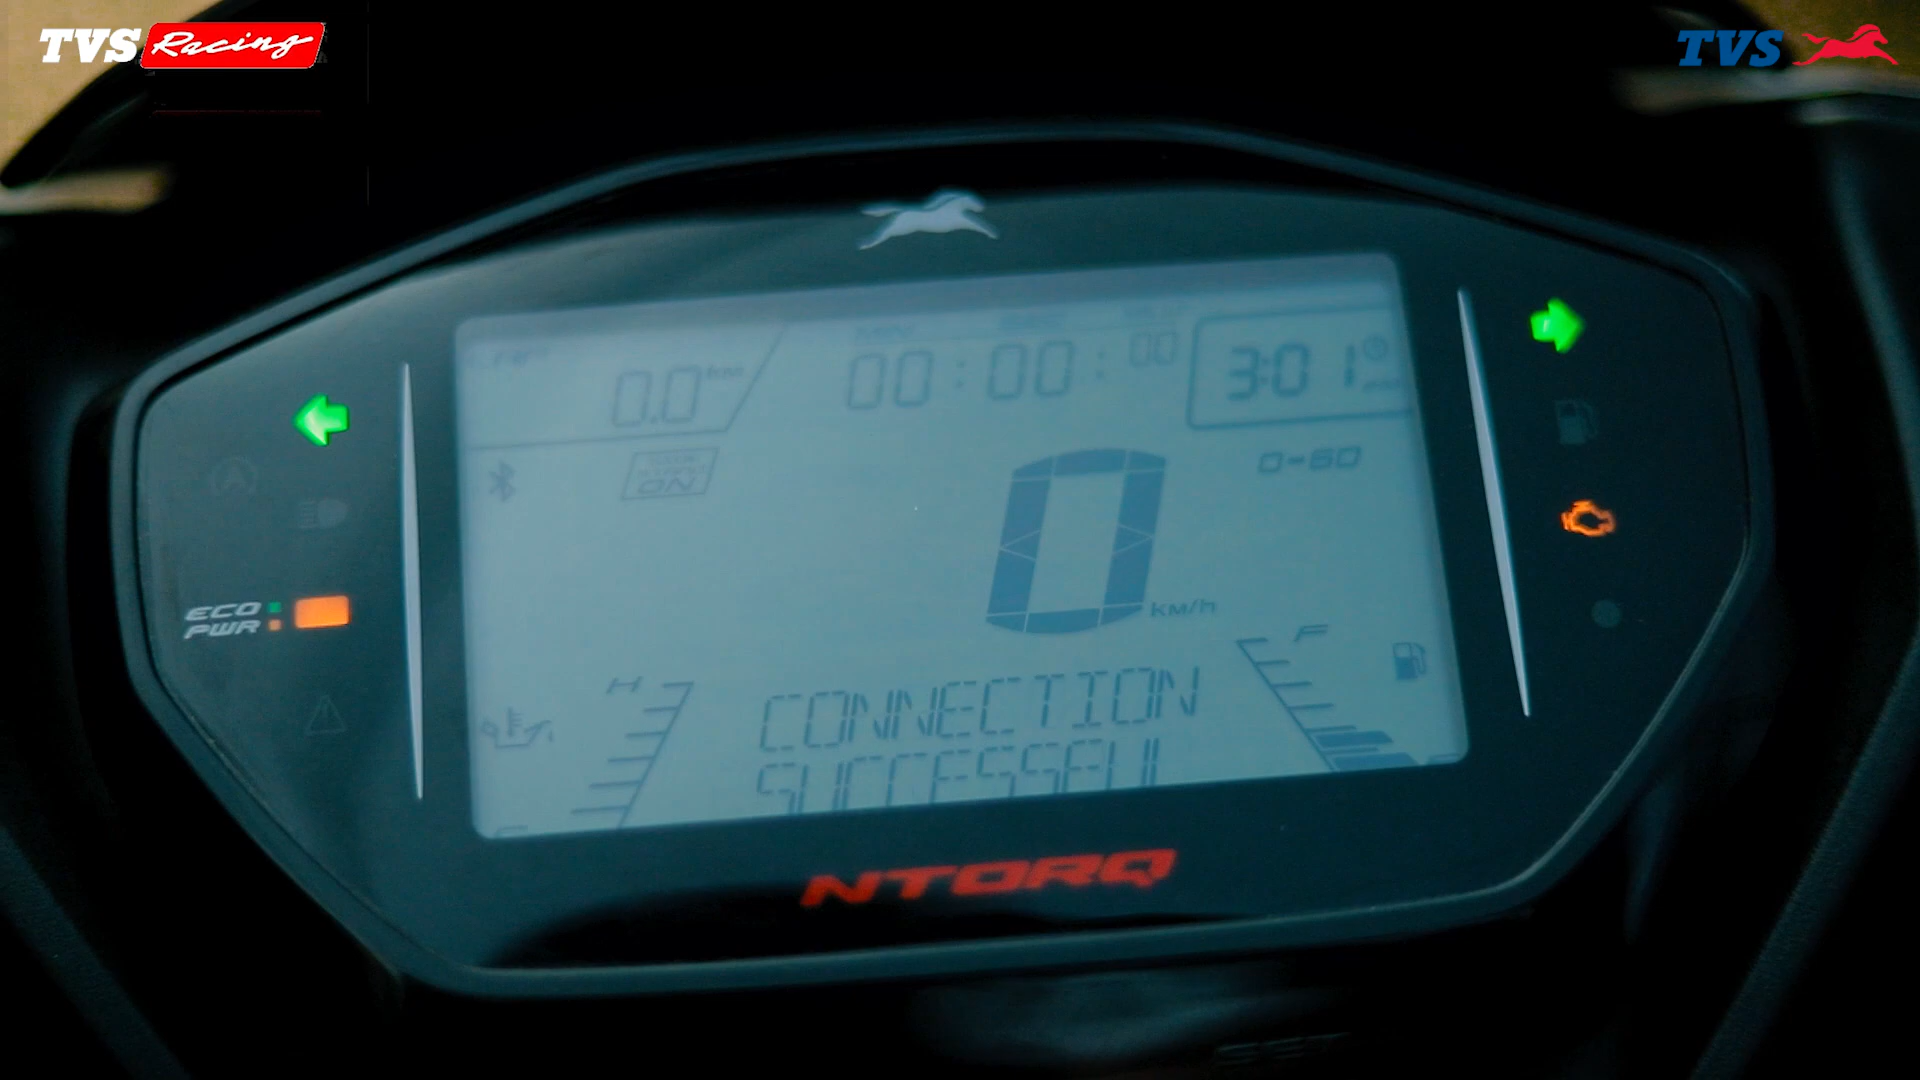 TVS Racing
TVS
0.0 km
00:00:00
3:01
ON
0-60
0
km/h
ECO
PWR
H
F
CONNECTION
SUCCESSFUL
NTORQ